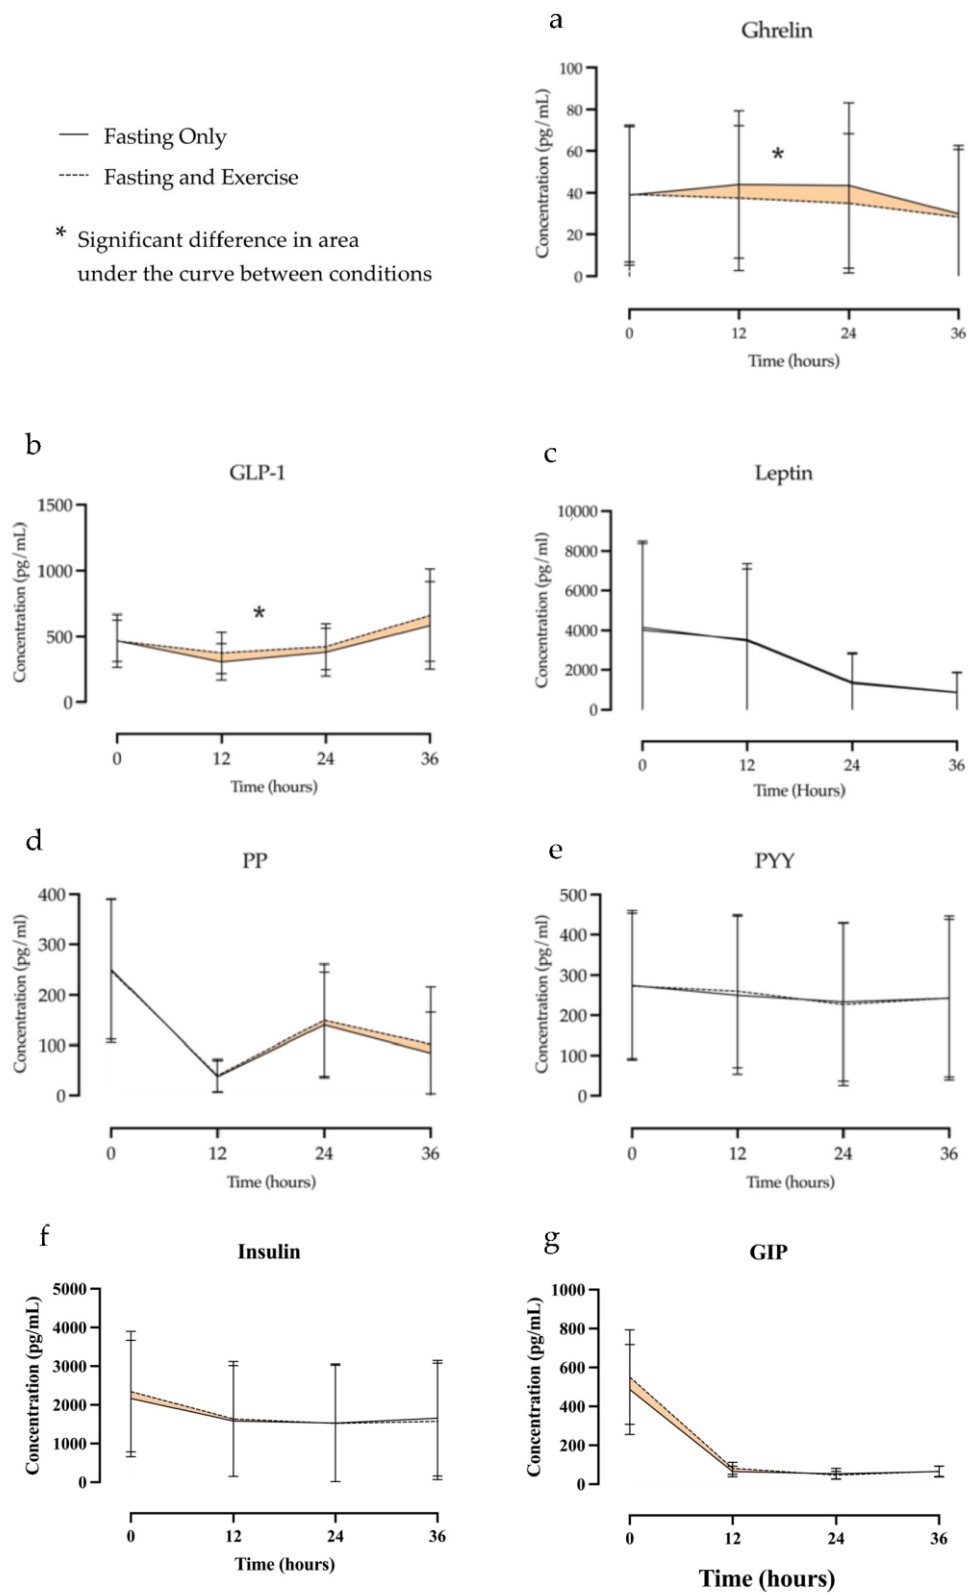 a
Ghrelin
Fasting Only
Fasting and Exercise
* Significant difference in area
under the curve between conditions
Concentration (pg/mL)
100
80
60
40
20
0
*
0 12 24 36
Time (hours)
b
GLP-1
Concentration (pg/mL)
1500
1000
500
0
*
0 12 24 36
Time (hours)
c
Leptin
Concentration (pg/ml)
10000
8000
6000
4000
2000
0
0 12 24 36
Time (Hours)
d
PP
Concentration (pg/ml)
400
300
200
100
0
0 12 24 36
Time (hours)
e
PYY
Concentration (pg/ml)
500
400
300
200
100
0
0 12 24 36
Time (hours)
f
Insulin
Concentration (pg/mL)
5000
4000
3000
2000
1000
0
0 12 24 36
Time (hours)
g
GIP
Concentration (pg/mL)
1000
800
600
400
200
0
0 12 24 36
Time (hours)